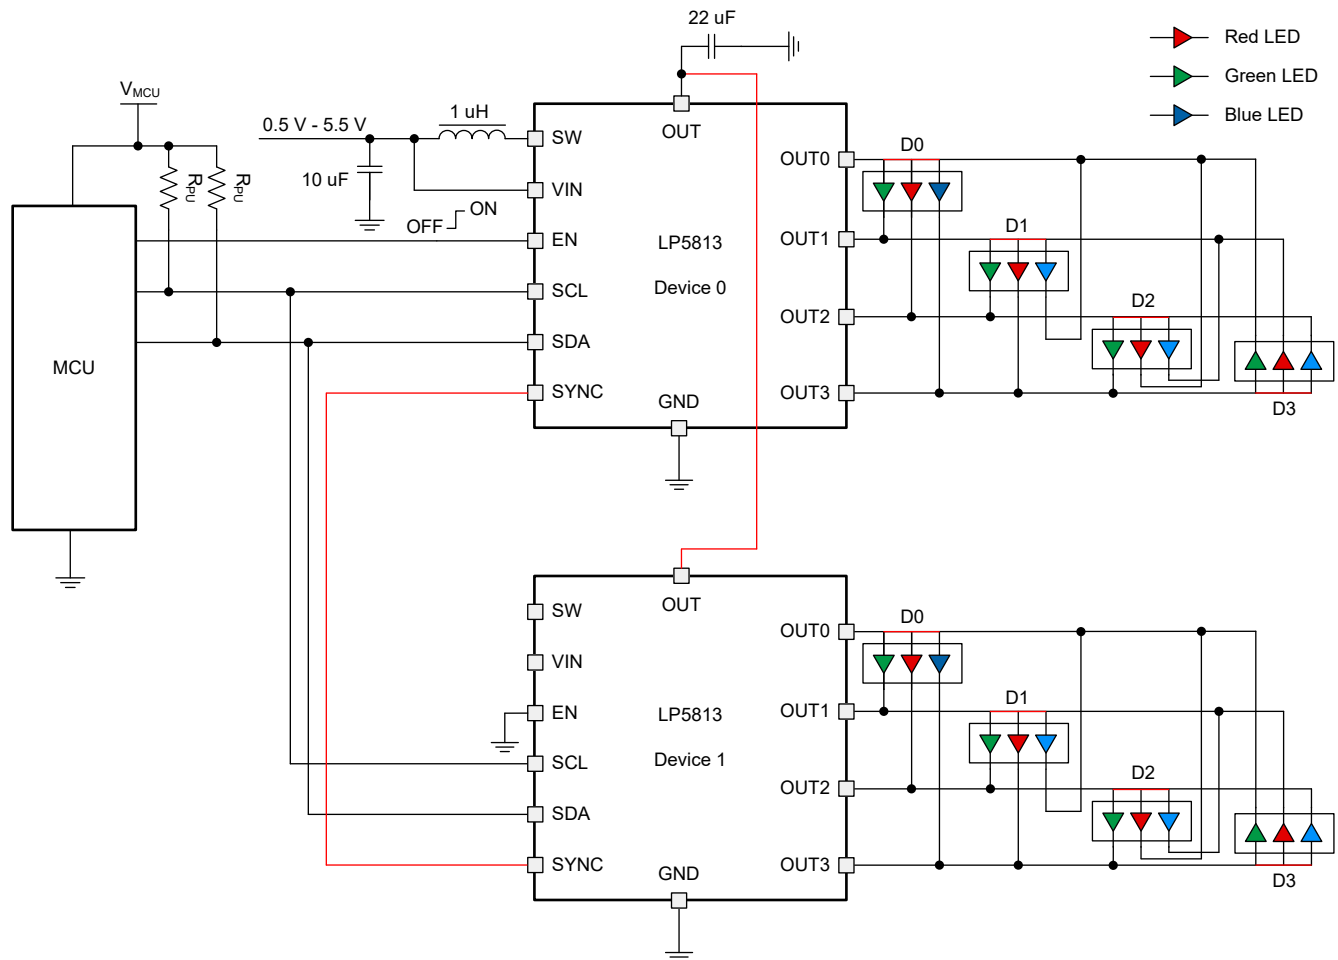 22 uF
Red LED
Green LED
Blue LED
VMCU
0.5 V - 5.5 V
1 uH
10 uF
RPU
RPU
OFF
ON
MCU
OUT
SW
VIN
EN
SCL
SDA
SYNC
LP5813
Device 0
GND
OUT0
OUT1
OUT2
OUT3
D0
D1
D2
D3
OUT
SW
VIN
EN
SCL
SDA
SYNC
LP5813
Device 1
GND
OUT0
OUT1
OUT2
OUT3
D0
D1
D2
D3